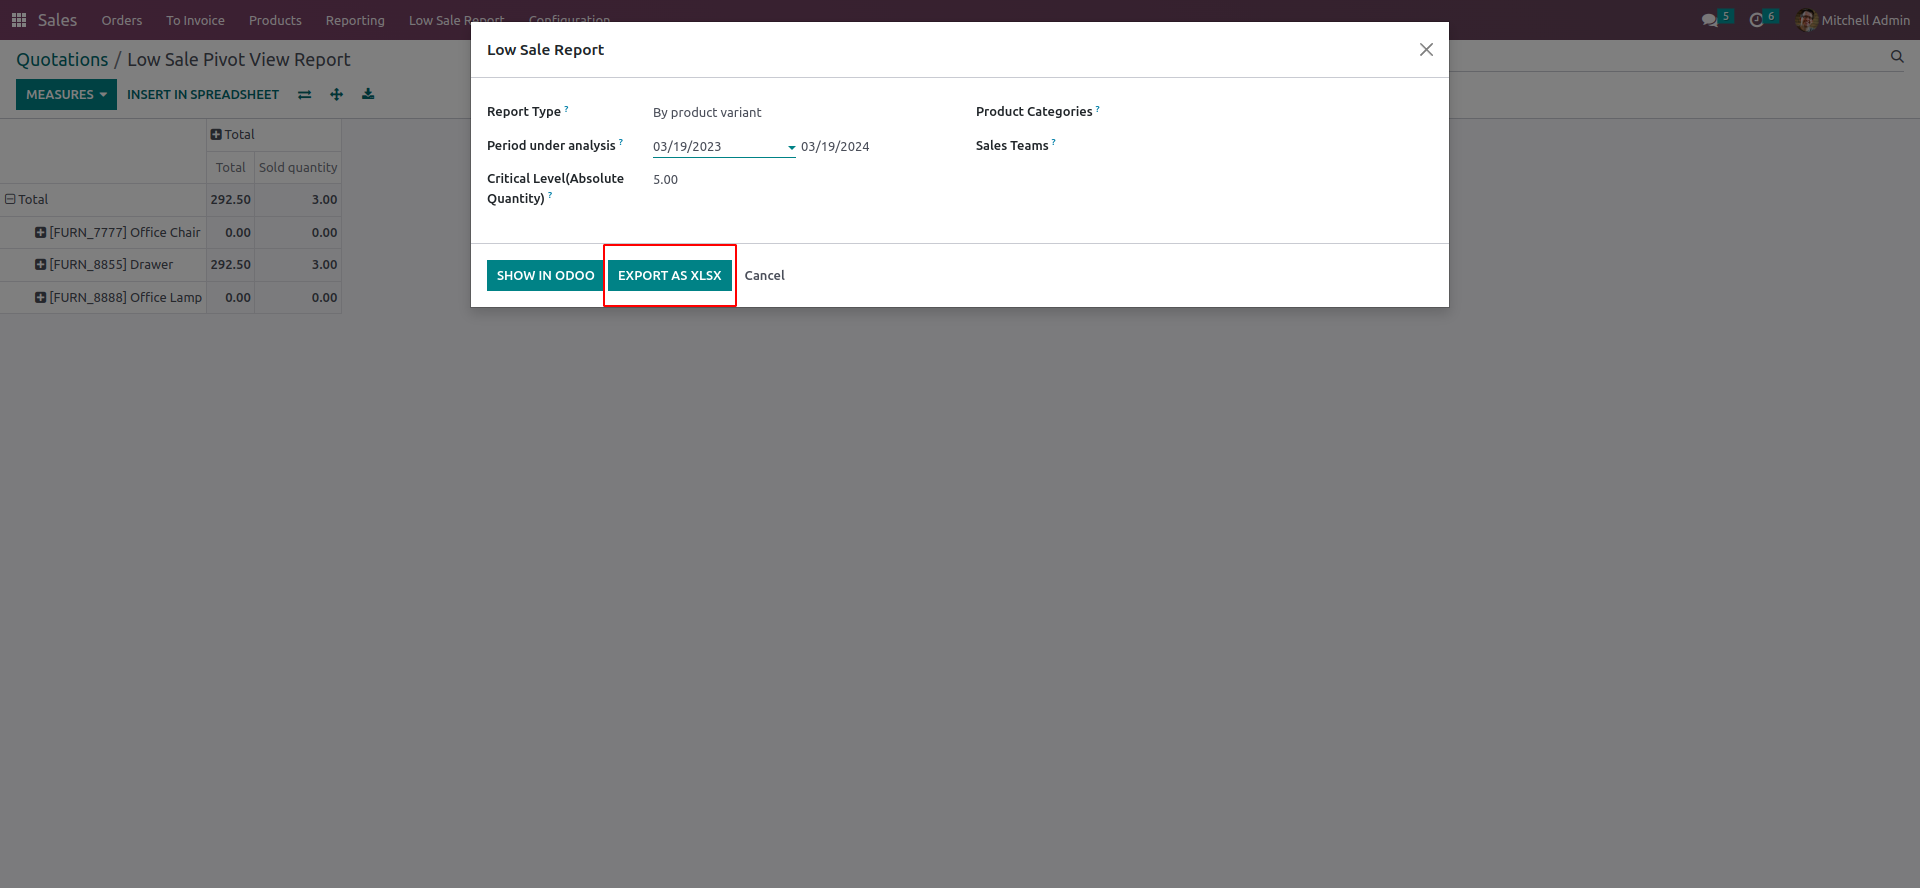 Sales Orders To Invoice Products Reporting Low Sale Report Configuration 5 6 Mitchell Admin
Quotations / Low Sale Pivot View Report
MEASURES INSERT IN SPREADSHEET
Total
Total Sold quantity
Total 292.50 3.00
[FURN_7777] Office Chair 0.00 0.00
[FURN_8855] Drawer 292.50 3.00
[FURN_8888] Office Lamp 0.00 0.00
Low Sale Report
Report Type ? By product variant
Period under analysis ? 03/19/2023 03/19/2024
Critical Level(Absolute
Quantity) ? 5.00
Product Categories ?
Sales Teams ?
SHOW IN ODOO EXPORT AS XLSX Cancel